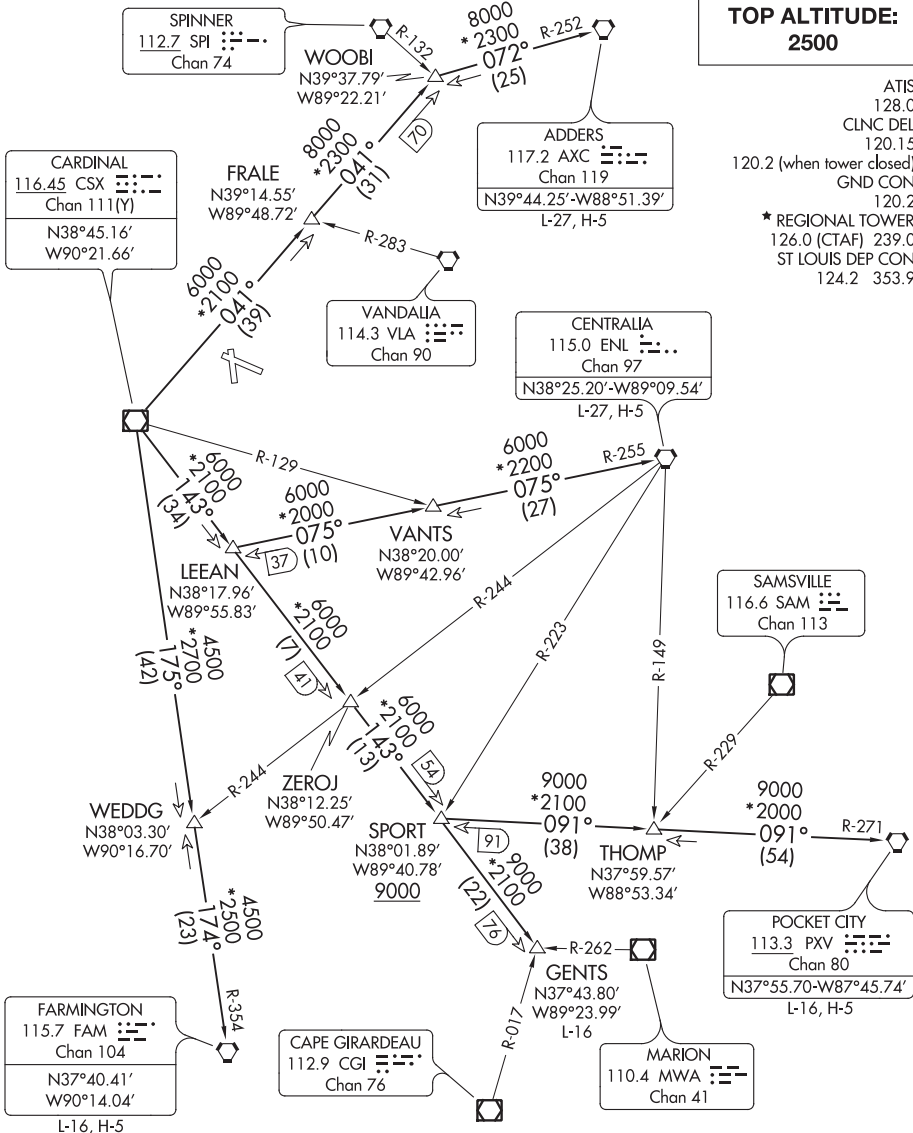 TOP ALTITUDE:
2500
ATIS
128.0
CLNC DEL
120.15
120.2 (when tower closed)
GND CON
120.2
★ REGIONAL TOWER
126.0 (CTAF) 239.0
ST LOUIS DEP CON
124.2 353.9
SPINNER
112.7 SPI
Chan 74
R-132
WOOBI
N39°37.79′
W89°22.21′
8000
*2300
072°
(25)
R-252
70
ADDERS
117.2 AXC
Chan 119
N39°44.25′-W88°51.39′
L-27, H-5
8000
*2300
041°
(31)
FRALE
N39°14.55′
W89°48.72′
R-283
VANDALIA
114.3 VLA
Chan 90
CARDINAL
116.45 CSX
Chan 111(Y)
N38°45.16′
W90°21.66′
6000
*2100
041°
(39)
CENTRALIA
115.0 ENL
Chan 97
N38°25.20′-W89°09.54′
L-27, H-5
R-129
6000
*2100
143°
(34)
6000
*2000
075°
(10)
37
6000
*2200
075°
(27)
R-255
LEEAN
N38°17.96′
W89°55.83′
VANTS
N38°20.00′
W89°42.96′
R-244
R-223
R-149
SAMSVILLE
116.6 SAM
Chan 113
R-229
6000
*2100
(7)
41
4500
*2700
175°
(42)
R-244
ZEROJ
N38°12.25′
W89°50.47′
6000
*2100
143°
(13)
54
WEDDG
N38°03.30′
W90°16.70′
SPORT
N38°01.89′
W89°40.78′
9000
91
9000
*2100
091°
(38)
THOMP
N37°59.57′
W88°53.34′
9000
*2000
091°
(54)
R-271
9000
*2100
(22)
76
4500
*2500
174°
(23)
R-354
GENTS
N37°43.80′
W89°23.99′
L-16
R-262
R-017
POCKET CITY
113.3 PXV
Chan 80
N37°55.70-W87°45.74′
L-16, H-5
FARMINGTON
115.7 FAM
Chan 104
N37°40.41′
W90°14.04′
L-16, H-5
CAPE GIRARDEAU
112.9 CGI
Chan 76
MARION
110.4 MWA
Chan 41